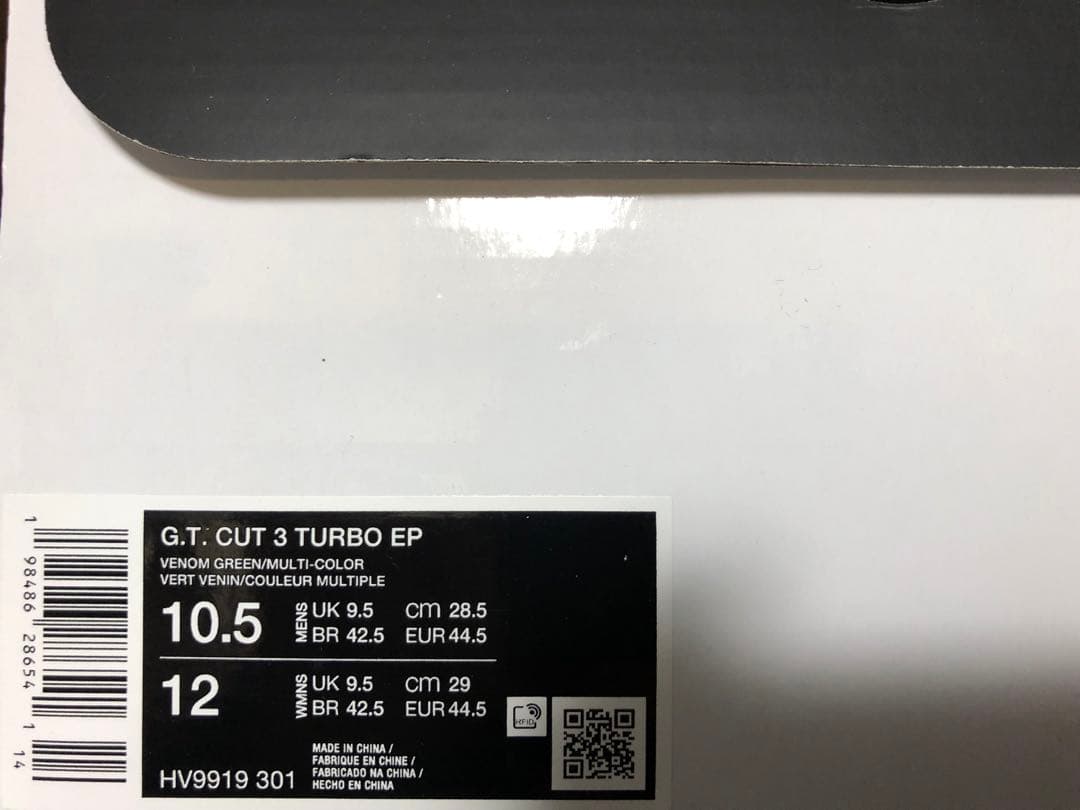 G.T. CUT 3 TURBO EP
VENOM GREEN/MULTI-COLOR
VERT VENIN/COULEUR MULTIPLE
10.5 MENS UK 9.5 cm 28.5
BR 42.5 EUR 44.5
12 WMNS UK 9.5 cm 29
BR 42.5 EUR 44.5
RFID
MADE IN CHINA /
FABRIQUE EN CHINE /
FABRICADO NA CHINA /
HECHO EN CHINA
HV9919 301
1 98486 28654 1 14